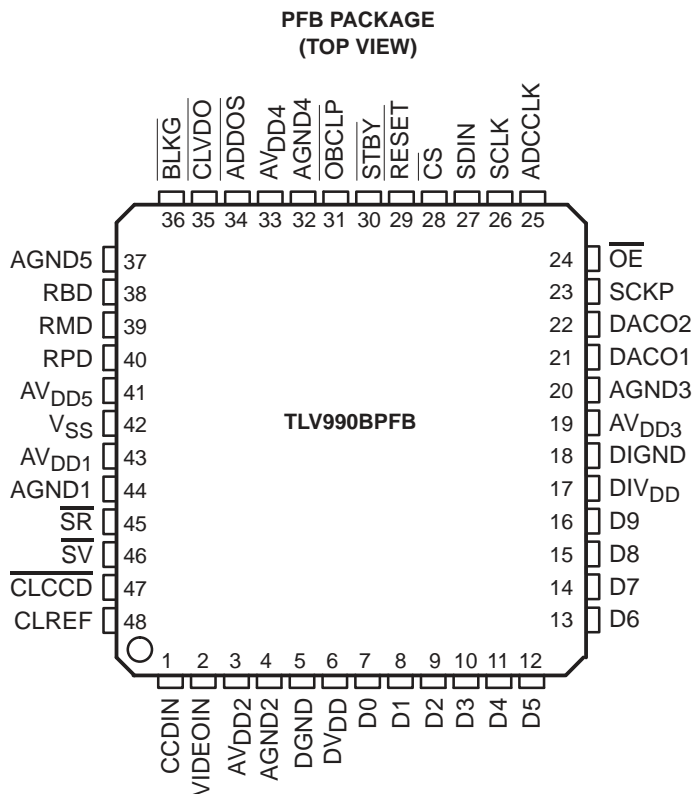 PFB PACKAGE
(TOP VIEW)
BLKG
CLVDO
ADDOS
AVDD4
AGND4
OBCLP
STBY
RESET
CS
SDIN
SCLK
ADCCLK
36 35 34 33 32 31 30 29 28 27 26 25
AGND5 37
RBD 38
RMD 39
RPD 40
AVDD5 41
VSS 42
AVDD1 43
AGND1 44
SR 45
SV 46
CLCCD 47
CLREF 48
TLV990BPFB
24 OE
23 SCKP
22 DACO2
21 DACO1
20 AGND3
19 AVDD3
18 DIGND
17 DIVDD
16 D9
15 D8
14 D7
13 D6
1 2 3 4 5 6 7 8 9 10 11 12
CCDIN
VIDEOIN
AVDD2
AGND2
DGND
DVDD
D0
D1
D2
D3
D4
D5